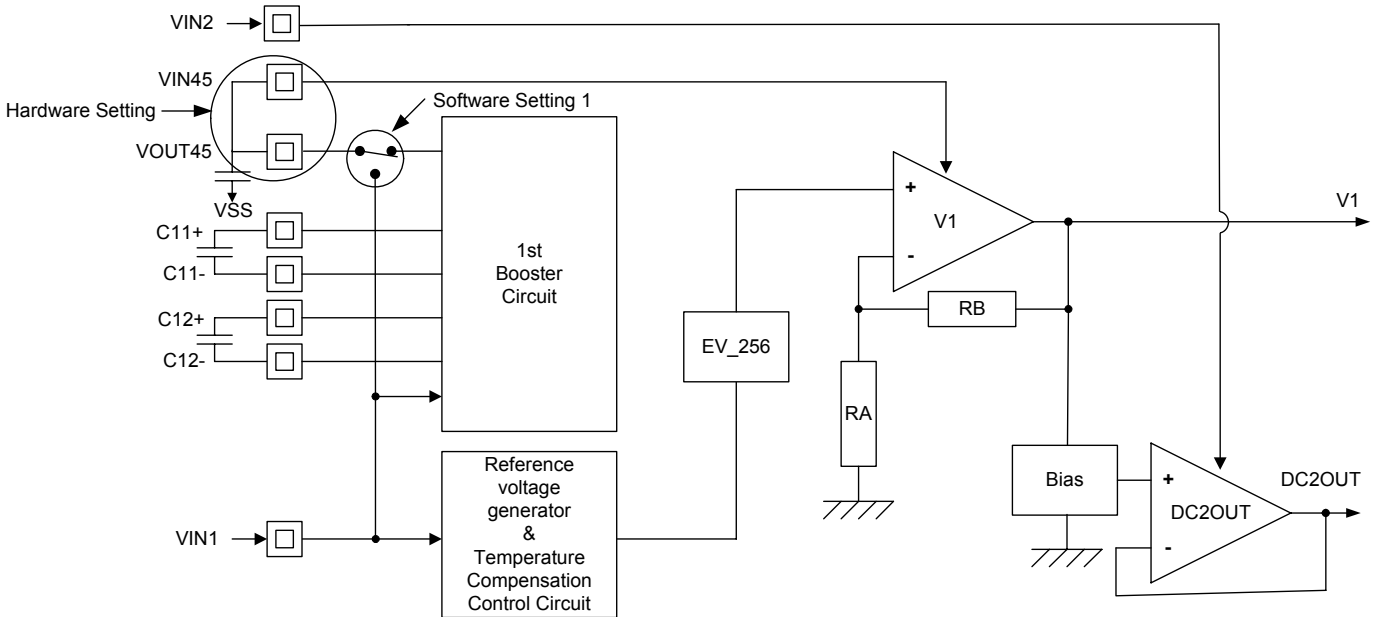 VIN2
VIN45
Hardware Setting
Software Setting 1
VOUT45
VSS
C11+
C11-
C12+
C12-
1st
Booster
Circuit
EV_256
+
V1
-
V1
RB
RA
Bias
+
DC2OUT
-
DC2OUT
VIN1
Reference
voltage
generator
&
Temperature
Compensation
Control Circuit